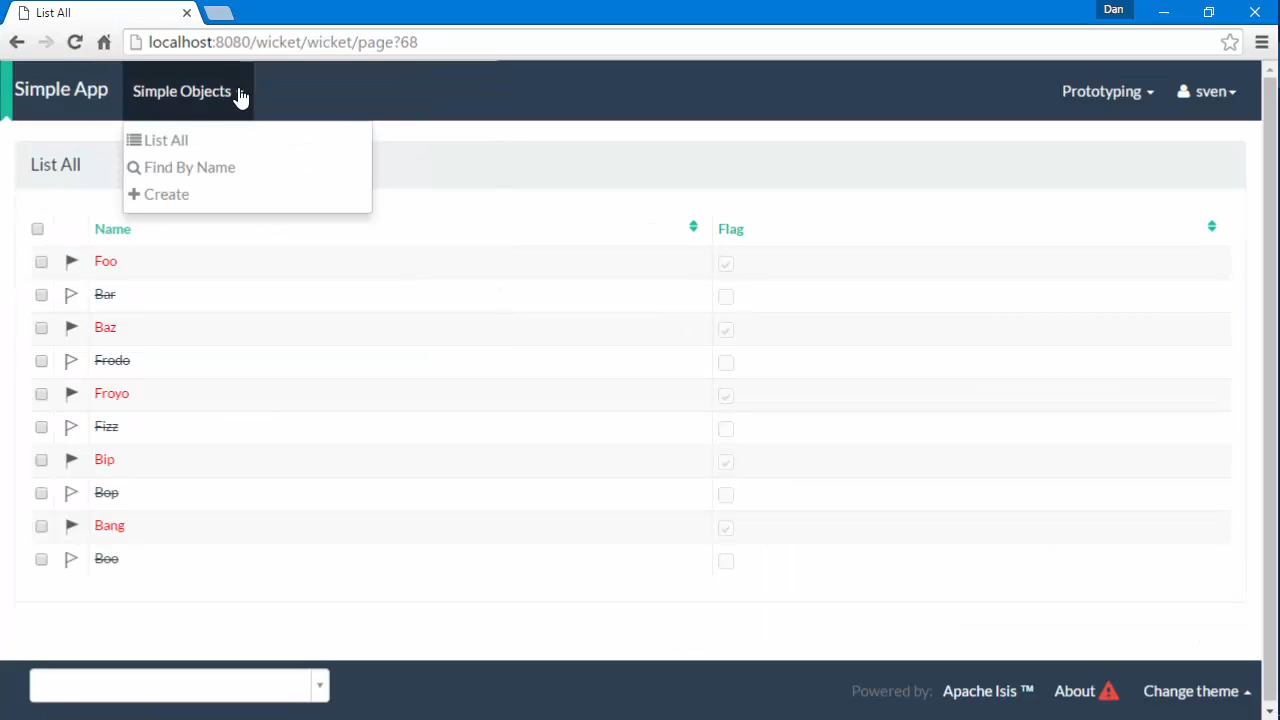 List All
Dan
localhost:8080/wicket/wicket/page?68
Simple App
Simple Objects
Prototyping
sven
List All
Find By Name
Create
List All
Name
Flag
Foo
Bar
Baz
Frodo
Froyo
Fizz
Bip
Bop
Bang
Boo
Powered by: Apache Isis ™
About
Change theme